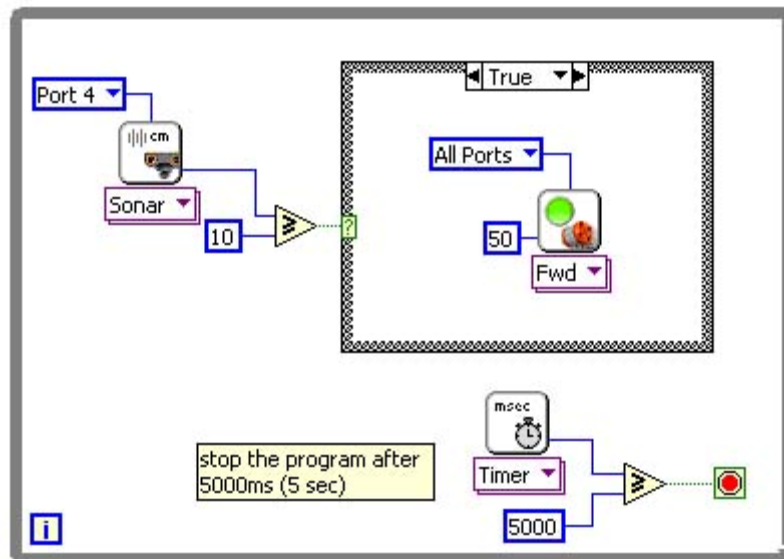 True
Port 4
cm
All Ports
Sonar
10
≥
?
50
Fwd
msec
stop the program after
5000ms (5 sec)
Timer
≥
5000
i